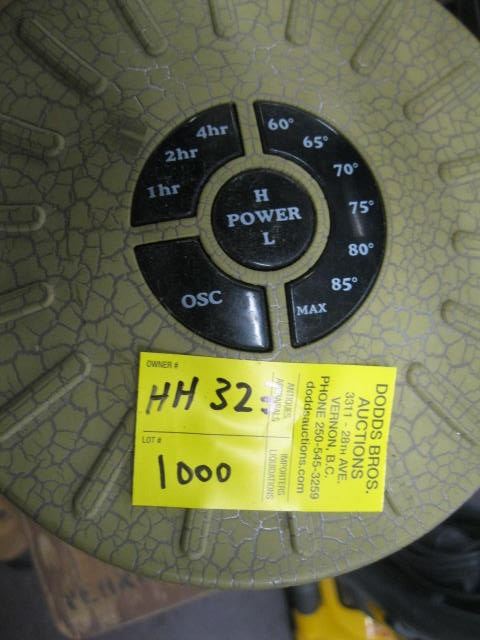 4hr
2hr
1hr
60°
65°
70°
75°
80°
85°
MAX
H
POWER
L
OSC
OWNER #
HH 32
LOT #
1000
ANTIQUES
APPRAISALS
IMPORTERS
LIQUIDATIONS
DODDS BROS.
AUCTIONS
3311 - 28TH AVE.
VERNON, B.C.
PHONE 250-545-3259
doddsauctions.com